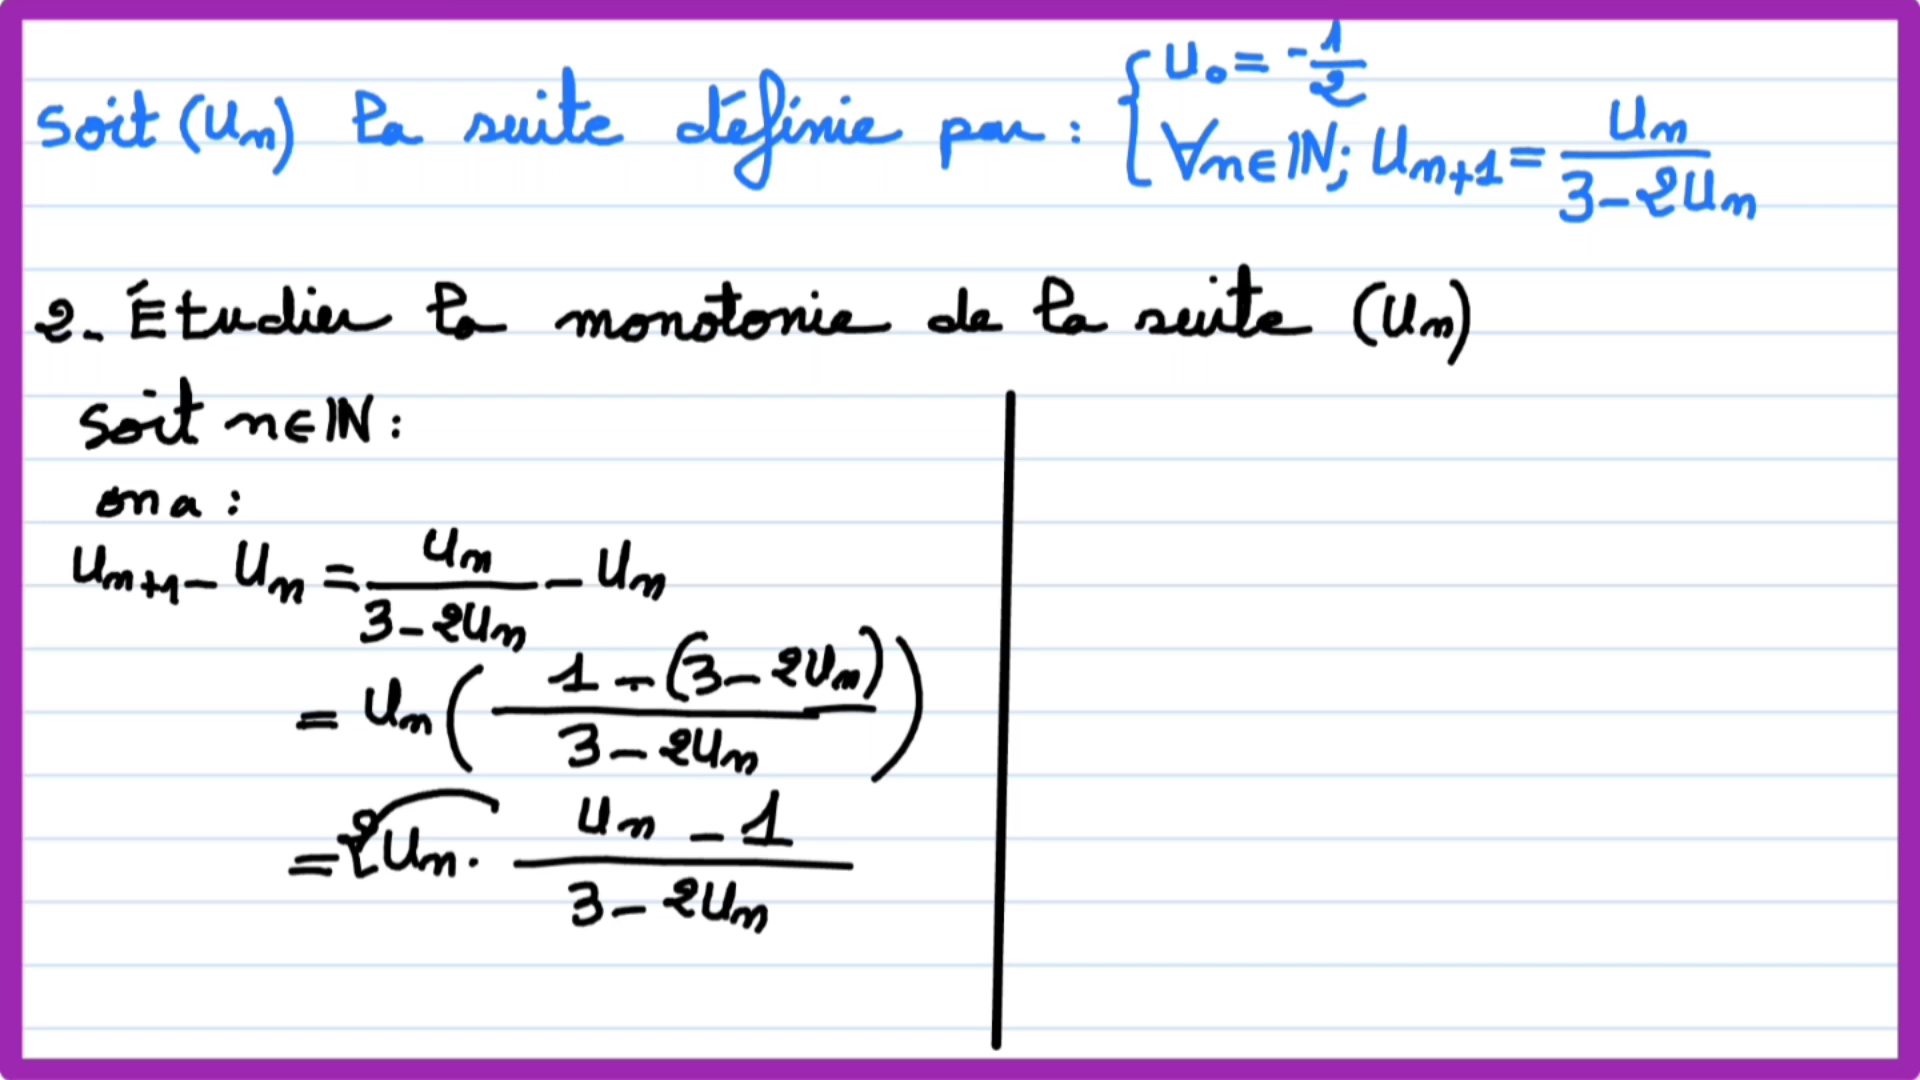 Soit (Un) la suite définie par : { U₀ = -1/2
∀n∈ℕ; Un+1 = Un/(3-2Un)
2- Étudier la monotonie de la suite (Un)
Soit n∈ℕ :
on a :
Un+1 - Un = Un/(3-2Un) - Un
= Un ( (1-(3-2Un))/(3-2Un) )
= 2Un · (Un - 1)/(3-2Un)